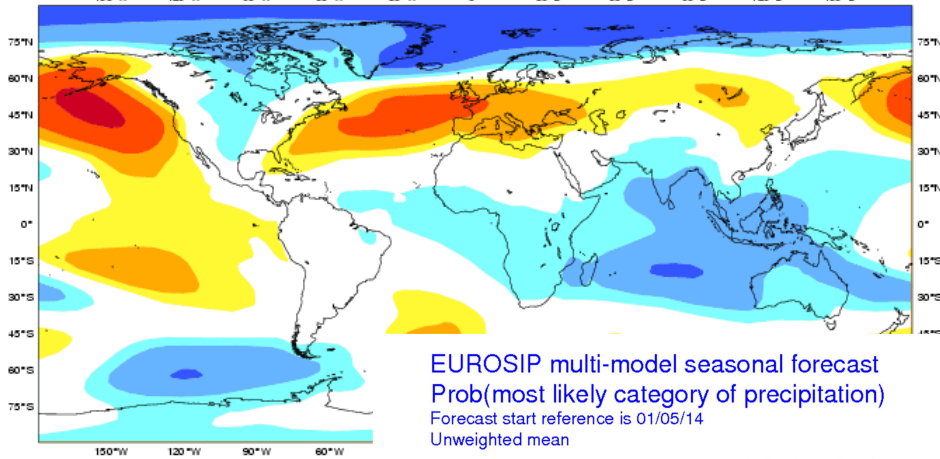 75°N
75°N
60°N
60°N
45°N
45°N
30°N
30°N
15°N
15°N
0°
0°
15°S
15°S
30°S
30°S
45°S
45°S
60°S
75°S
150°W 120°W 90°W 60°W
EUROSIP multi-model seasonal forecast
Prob(most likely category of precipitation)
Forecast start reference is 01/05/14
Unweighted mean